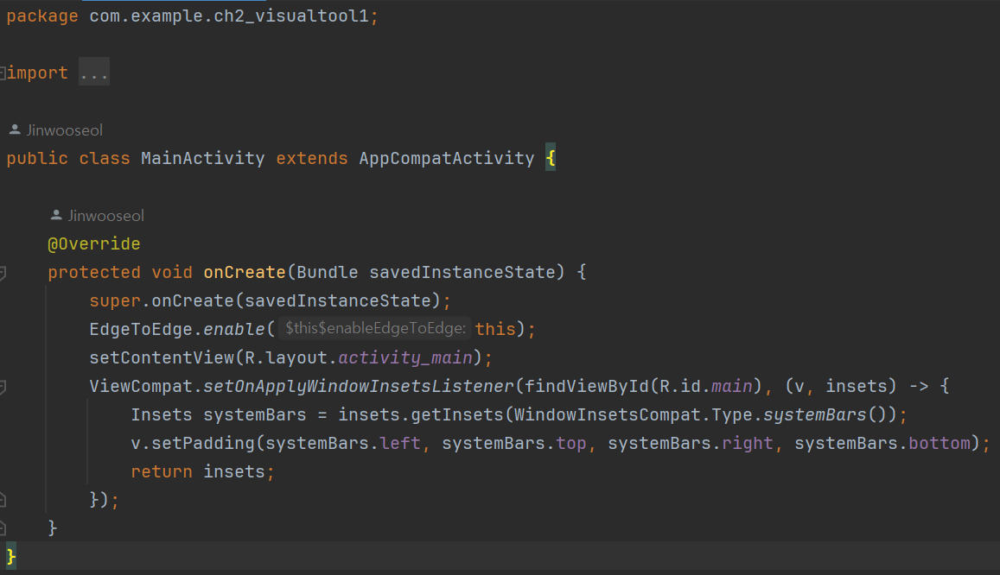 package com.example.ch2_visualtool1;
import ...
Jinwooseol
public class MainActivity extends AppCompatActivity {
Jinwooseol
@Override
protected void onCreate(Bundle savedInstanceState) {
super.onCreate(savedInstanceState);
EdgeToEdge.enable( $this$enableEdgeToEdge: this);
setContentView(R.layout.activity_main);
ViewCompat.setOnApplyWindowInsetsListener(findViewById(R.id.main), (v, insets) -> {
Insets systemBars = insets.getInsets(WindowInsetsCompat.Type.systemBars());
v.setPadding(systemBars.left, systemBars.top, systemBars.right, systemBars.bottom);
return insets;
});
}
}